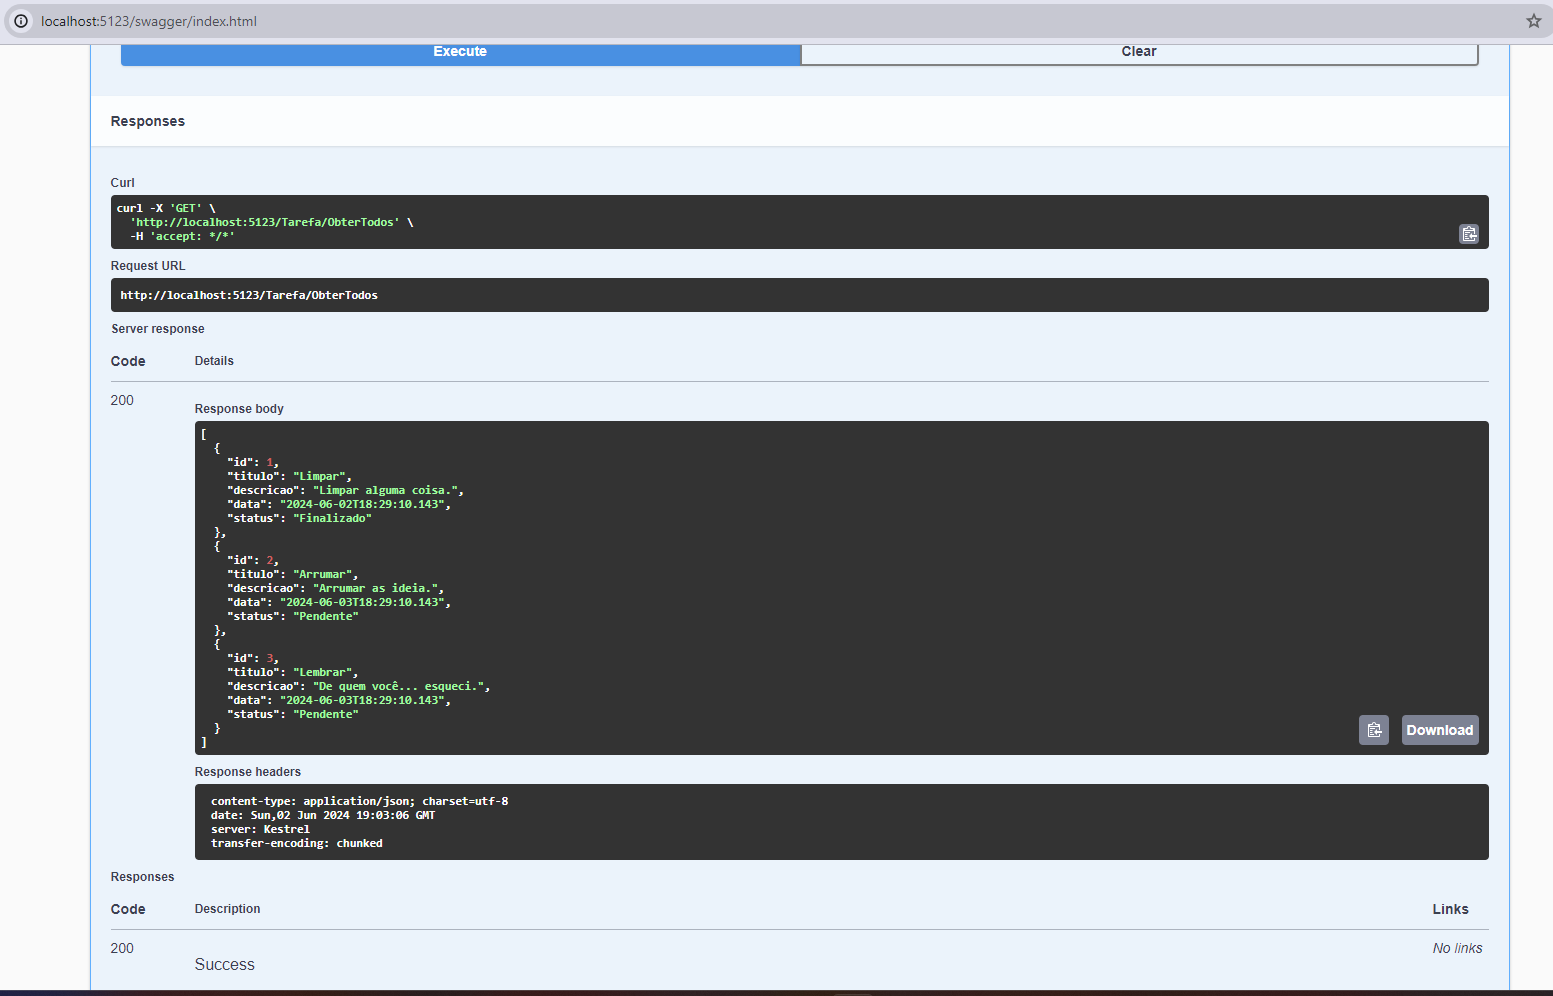 localhost:5123/swagger/index.html
Execute Clear
Responses
Curl
curl -X 'GET' \
'http://localhost:5123/Tarefa/ObterTodos' \
-H 'accept: */*'
Request URL
http://localhost:5123/Tarefa/ObterTodos
Server response
Code Details
200
Response body
[
{
"id": 1,
"titulo": "Limpar",
"descricao": "Limpar alguma coisa.",
"data": "2024-06-02T18:29:10.143",
"status": "Finalizado"
},
{
"id": 2,
"titulo": "Arrumar",
"descricao": "Arrumar as ideia.",
"data": "2024-06-03T18:29:10.143",
"status": "Pendente"
},
{
"id": 3,
"titulo": "Lembrar",
"descricao": "De quem você... esqueci.",
"data": "2024-06-03T18:29:10.143",
"status": "Pendente"
}
]
Download
Response headers
content-type: application/json; charset=utf-8
date: Sun,02 Jun 2024 19:03:06 GMT
server: Kestrel
transfer-encoding: chunked
Responses
Code Description Links
200 No links
Success